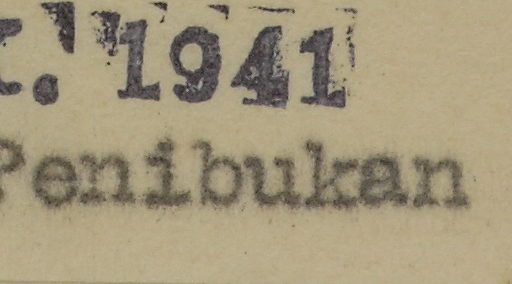 . 1941
Penibukan